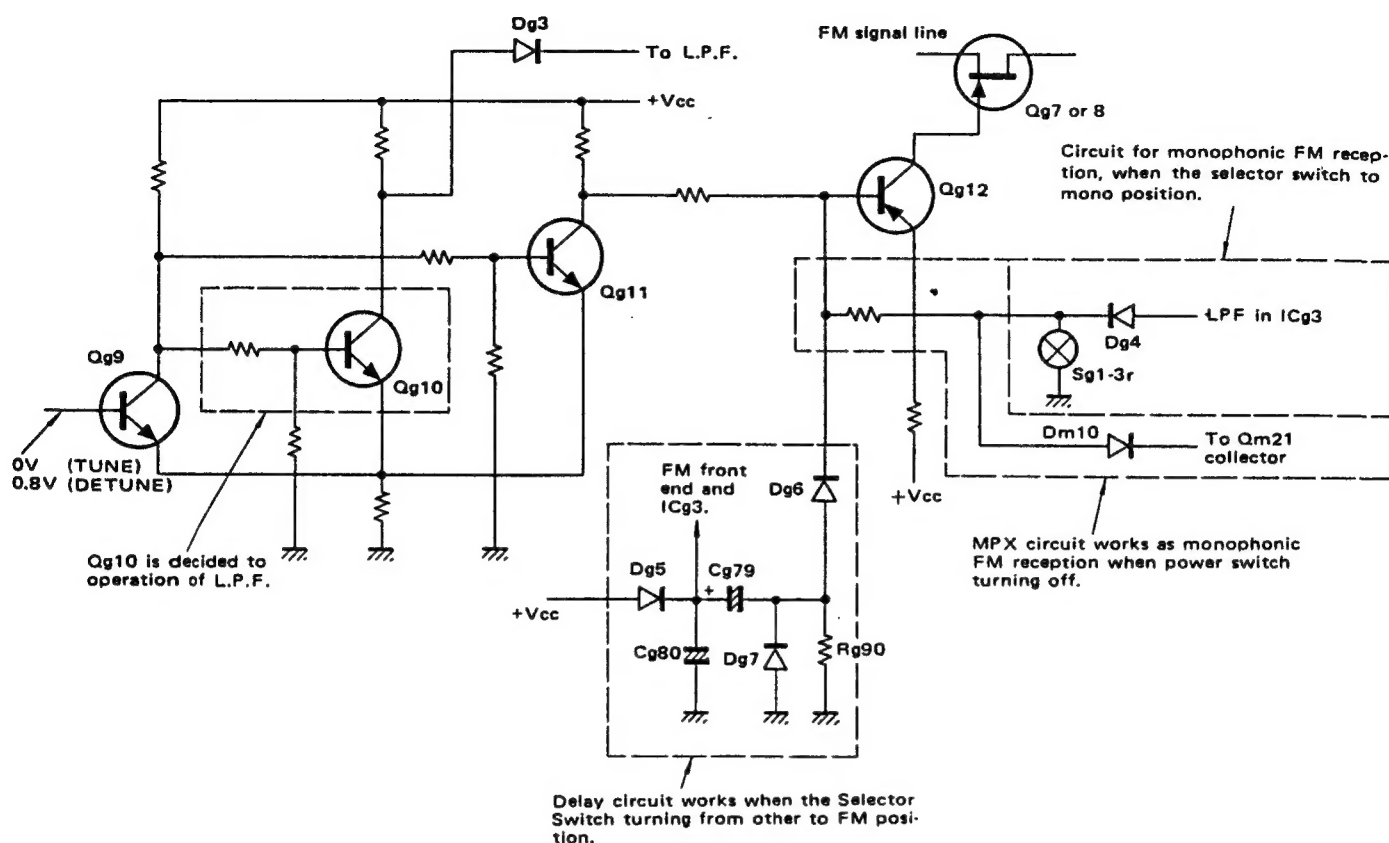 Dg3
To L.P.F.
+Vcc
FM signal line
Qg7 or 8
Circuit for monophonic FM recep-
tion, when the selector switch to
mono position.
Qg12
Qg11
Qg9
Qg10
LPF in ICg3
Dg4
Sg1-3r
Dm10
To Qm21
collector
0V (TUNE)
0.8V (DETUNE)
FM front
end and
ICg3.
Dg6
+Vcc
Qg10 is decided to
operation of L.P.F.
MPX circuit works as monophonic
FM reception when power switch
turning off.
Dg5
Cg79
+
+Vcc
Cg80
Dg7
Rg90
Delay circuit works when the Selector
Switch turning from other to FM posi-
tion.